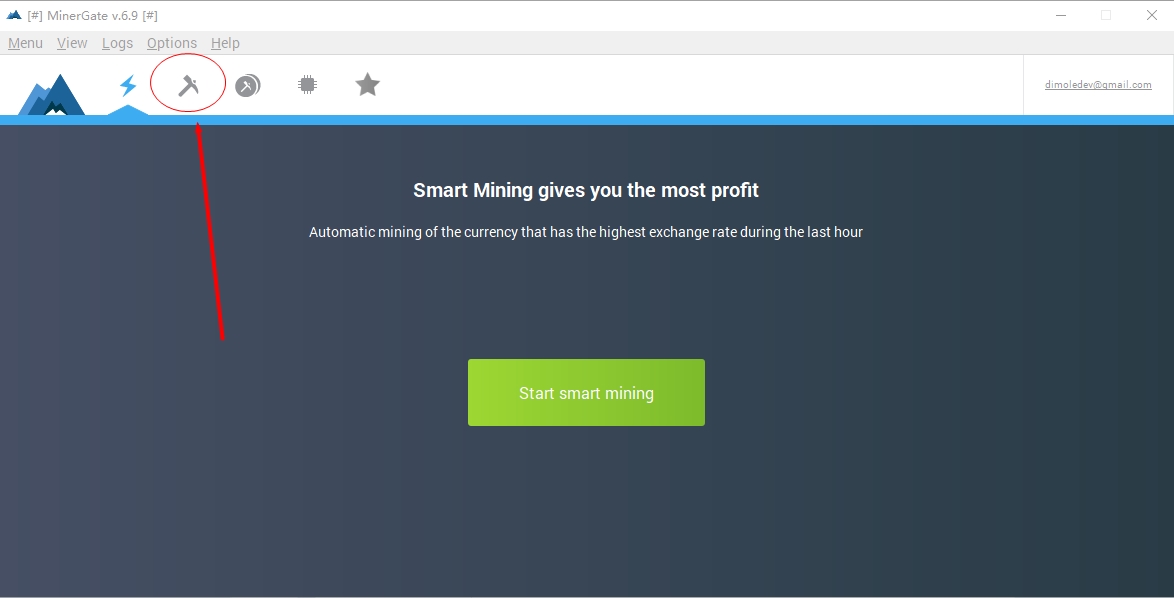 [#] MinerGate v.6.9 [#]
Menu View Logs Options Help
dimoledev@gmail.com
Smart Mining gives you the most profit
Automatic mining of the currency that has the highest exchange rate during the last hour
Start smart mining